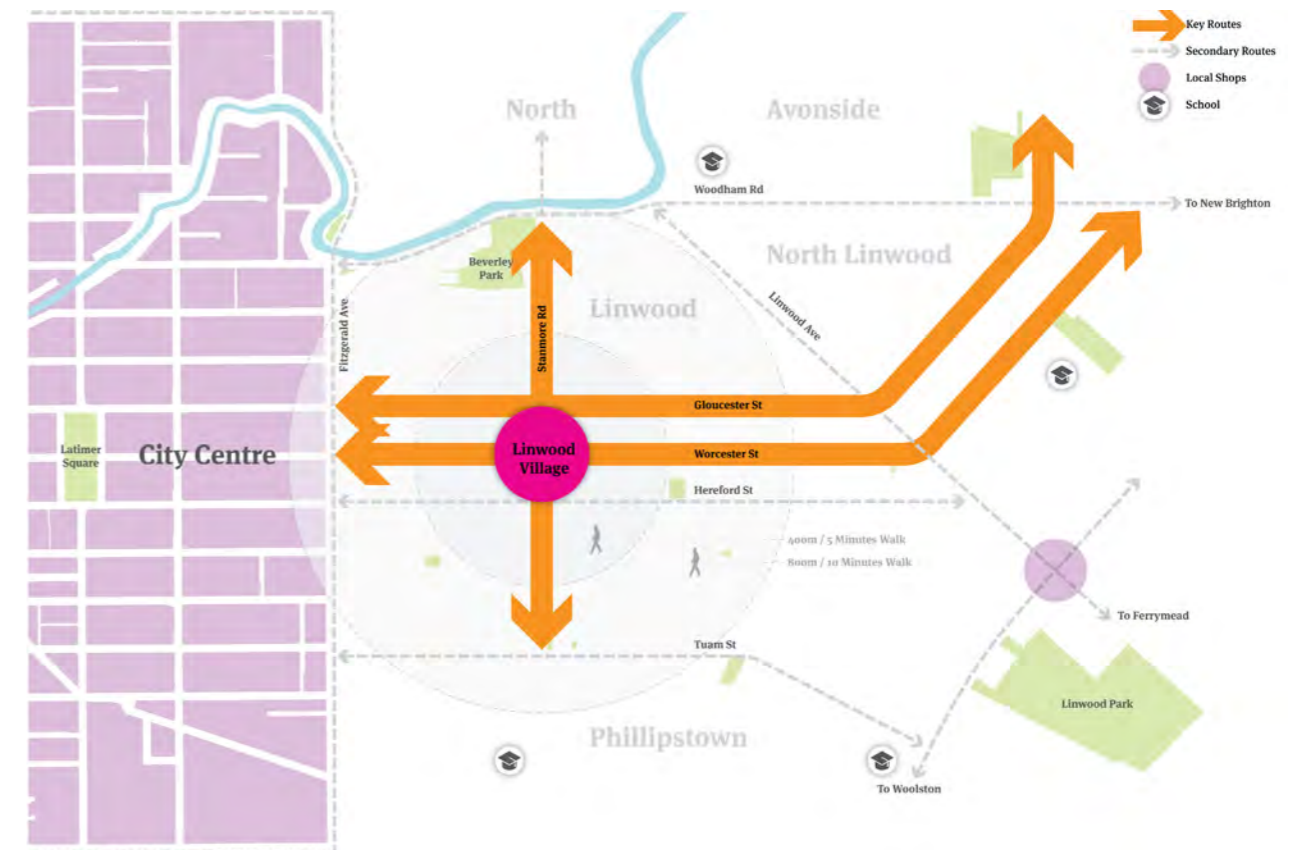 Key Routes
Secondary Routes
Local Shops
School
North
Avonside
Woodham Rd
To New Brighton
North Linwood
Beverley
Park
Linwood
Linwood Ave
Fitzgerald Ave
Stanmore Rd
Gloucester St
Latimer
Square
City Centre
Linwood
Village
Worcester St
Hereford St
400m / 5 Minutes Walk
800m / 10 Minutes Walk
To Ferrymead
Tuam St
Linwood Park
Phillipstown
To Woolston